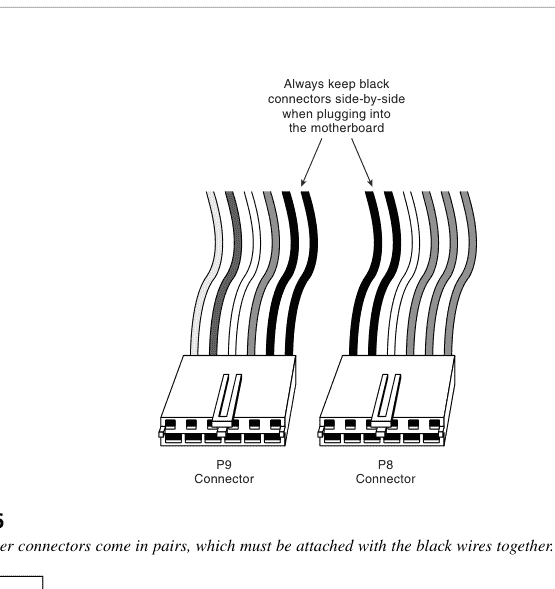 Always keep black
connectors side-by-side
when plugging into
the motherboard
P9
Connector
P8
Connector
er connectors come in pairs, which must be attached with the black wires together.